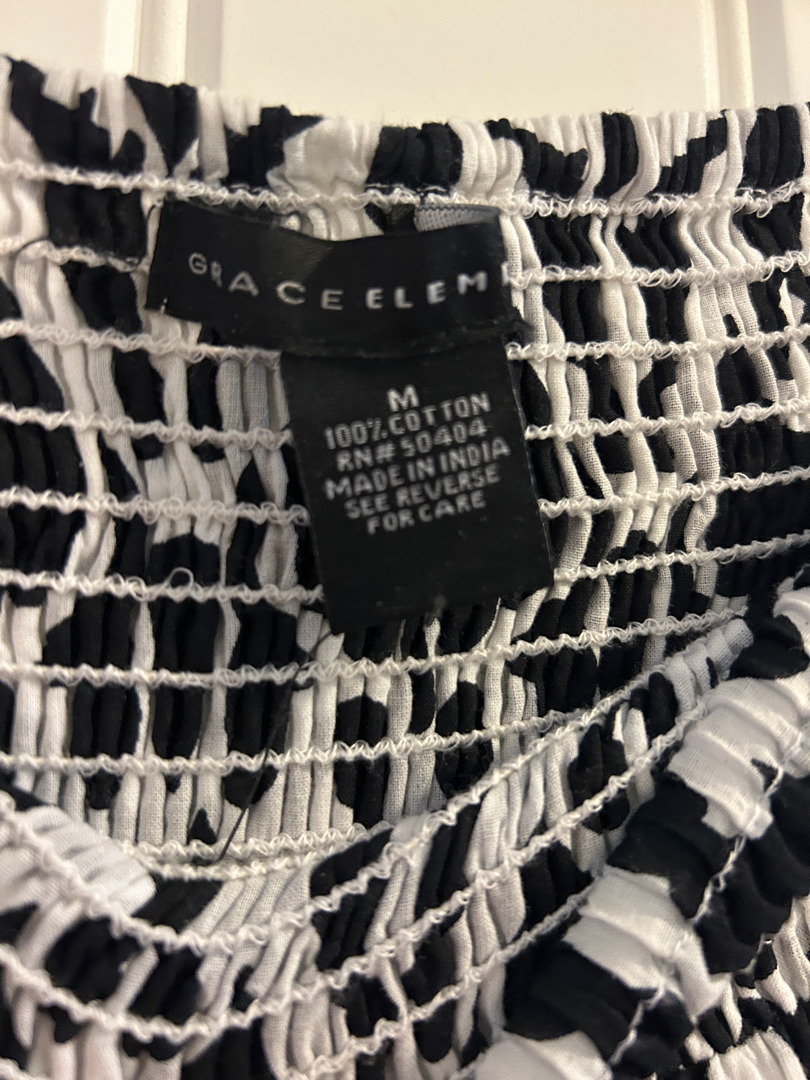 GRACE ELEM
M
100% COTTON
RN# 50404
MADE IN INDIA
SEE REVERSE
FOR CARE